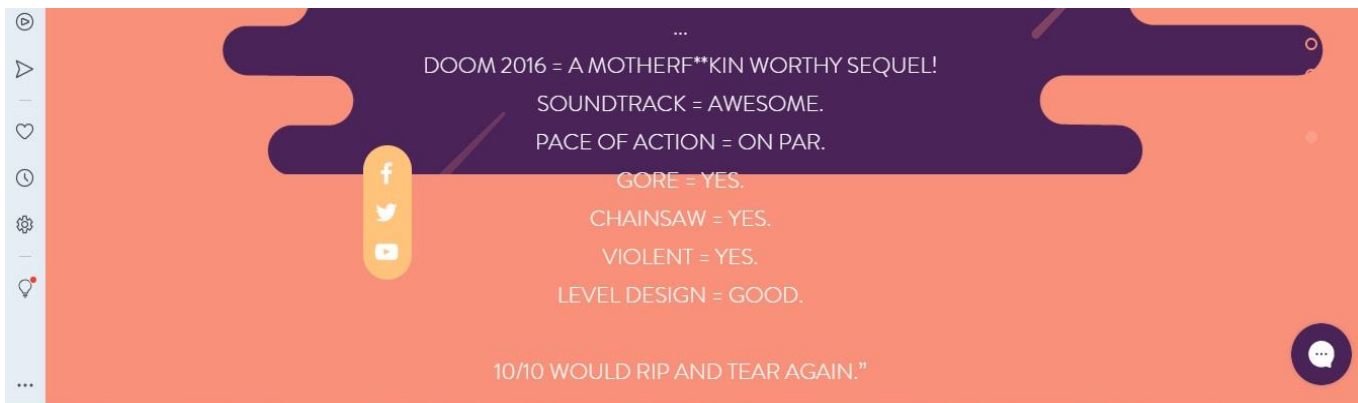 ...
DOOM 2016 = A MOTHERF**KIN WORTHY SEQUEL!
SOUNDTRACK = AWESOME.
PACE OF ACTION = ON PAR.
GORE = YES.
CHAINSAW = YES.
VIOLENT = YES.
LEVEL DESIGN = GOOD.
10/10 WOULD RIP AND TEAR AGAIN.”